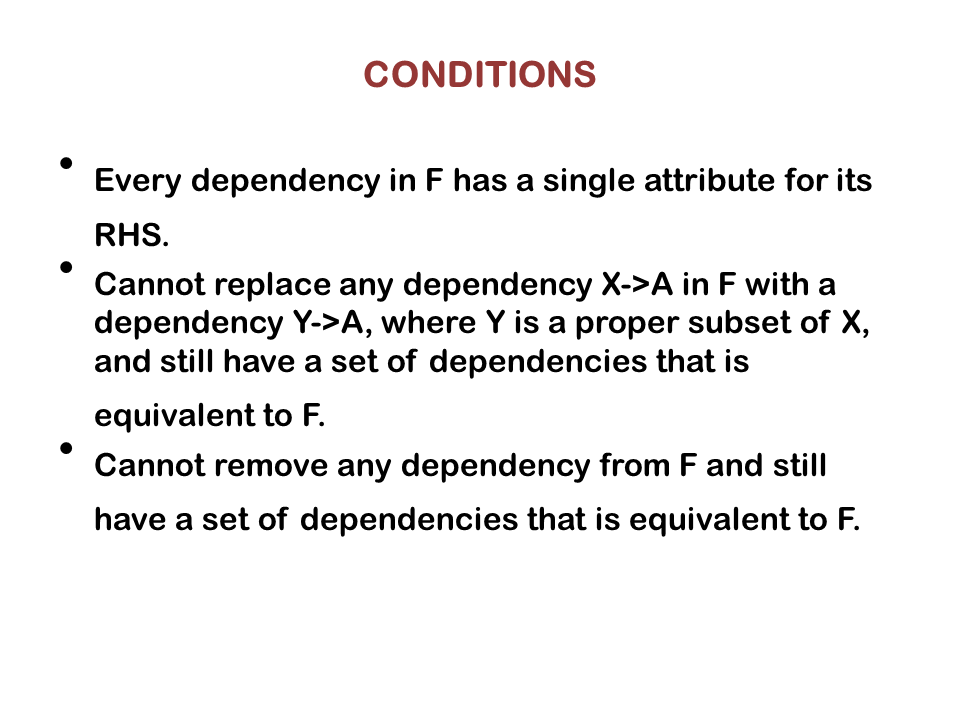 CONDITIONS
• Every dependency in F has a single attribute for its
RHS.
• Cannot replace any dependency X->A in F with a
dependency Y->A, where Y is a proper subset of X,
and still have a set of dependencies that is
equivalent to F.
• Cannot remove any dependency from F and still
have a set of dependencies that is equivalent to F.